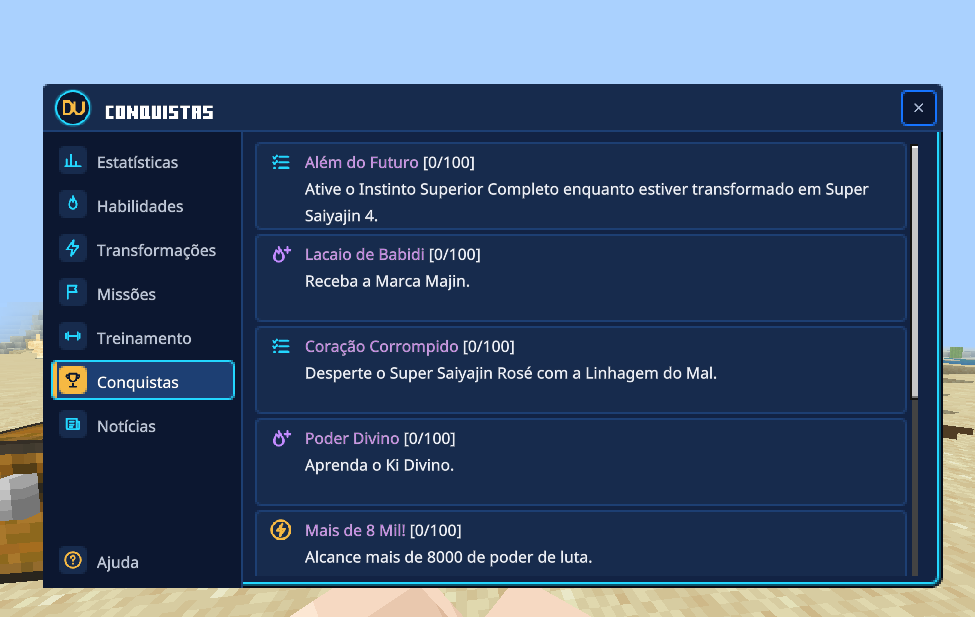 DU
CONQUISTAS
Estatísticas
Habilidades
Transformações
Missões
Treinamento
Conquistas
Notícias
Ajuda
Além do Futuro [0/100]
Ative o Instinto Superior Completo enquanto estiver transformado em Super
Saiyajin 4.
Lacaio de Babidi [0/100]
Receba a Marca Majin.
Coração Corrompido [0/100]
Desperte o Super Saiyajin Rosé com a Linhagem do Mal.
Poder Divino [0/100]
Aprenda o Ki Divino.
Mais de 8 Mil! [0/100]
Alcance mais de 8000 de poder de luta.